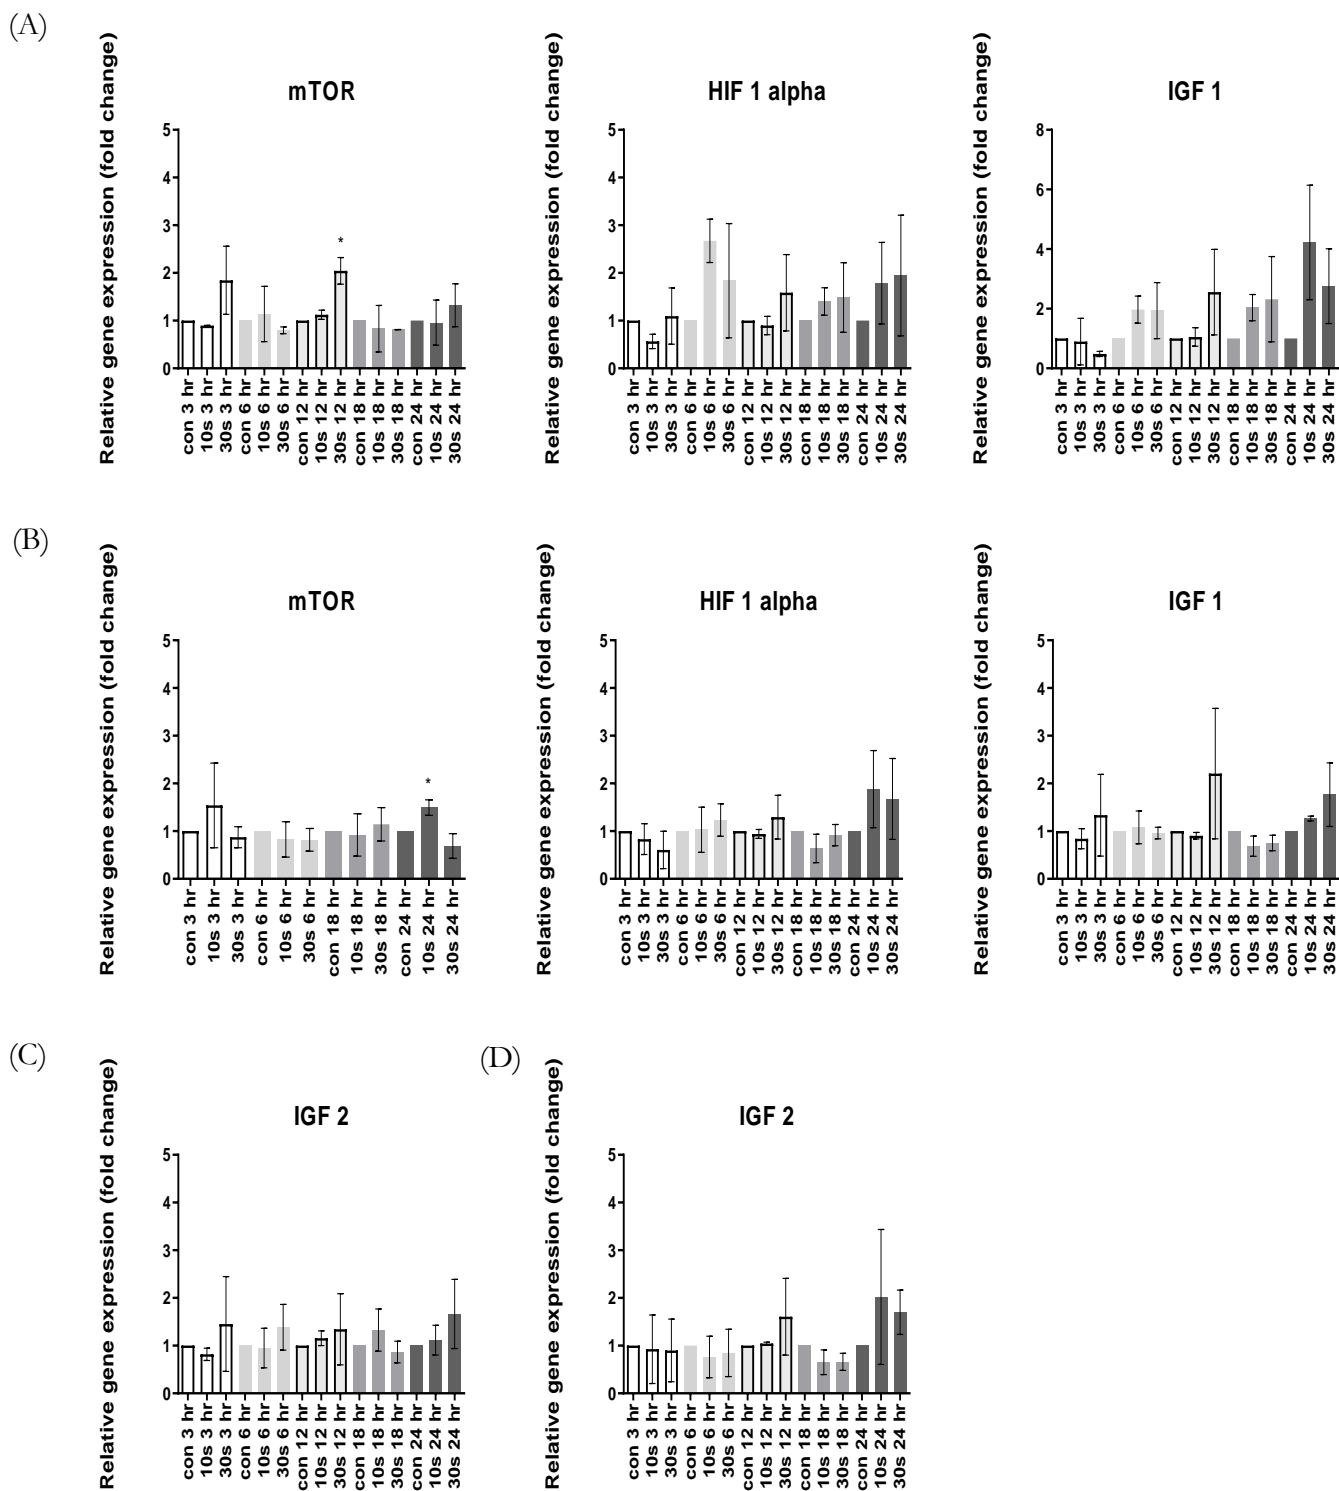 (A)
mTOR
Relative gene expression (fold change)
5
4
3
2
1
0
*
con 3 hr
10s 3 hr
30s 3 hr
con 6 hr
10s 6 hr
30s 6 hr
con 12 hr
10s 12 hr
30s 12 hr
con 18 hr
10s 18 hr
30s 18 hr
con 24 hr
10s 24 hr
30s 24 hr
HIF 1 alpha
Relative gene expression (fold change)
5
4
3
2
1
0
con 3 hr
10s 3 hr
30s 3 hr
con 6 hr
10s 6 hr
30s 6 hr
con 12 hr
10s 12 hr
30s 12 hr
con 18 hr
10s 18 hr
30s 18 hr
con 24 hr
10s 24 hr
30s 24 hr
IGF 1
Relative gene expression (fold change)
8
6
4
2
0
con 3 hr
10s 3 hr
30s 3 hr
con 6 hr
10s 6 hr
30s 6 hr
con 12 hr
10s 12 hr
30s 12 hr
con 18 hr
10s 18 hr
30s 18 hr
con 24 hr
10s 24 hr
30s 24 hr
(B)
mTOR
Relative gene expression (fold change)
5
4
3
2
1
0
*
con 3 hr
10s 3 hr
30s 3 hr
con 6 hr
10s 6 hr
30s 6 hr
con 18 hr
10s 18 hr
30s 18 hr
con 24 hr
10s 24 hr
30s 24 hr
HIF 1 alpha
Relative gene expression (fold change)
5
4
3
2
1
0
con 3 hr
10s 3 hr
30s 3 hr
con 6 hr
10s 6 hr
30s 6 hr
con 12 hr
10s 12 hr
30s 12 hr
con 18 hr
10s 18 hr
30s 18 hr
con 24 hr
10s 24 hr
30s 24 hr
IGF 1
Relative gene expression (fold change)
5
4
3
2
1
0
con 3 hr
10s 3 hr
30s 3 hr
con 6 hr
10s 6 hr
30s 6 hr
con 12 hr
10s 12 hr
30s 12 hr
con 18 hr
10s 18 hr
30s 18 hr
con 24 hr
10s 24 hr
30s 24 hr
(C)
IGF 2
Relative gene expression (fold change)
5
4
3
2
1
0
con 3 hr
10s 3 hr
30s 3 hr
con 6 hr
10s 6 hr
30s 6 hr
con 12 hr
10s 12 hr
30s 12 hr
con 18 hr
10s 18 hr
30s 18 hr
con 24 hr
10s 24 hr
30s 24 hr
(D)
IGF 2
Relative gene expression (fold change)
5
4
3
2
1
0
con 3 hr
10s 3 hr
30s 3 hr
con 6 hr
10s 6 hr
30s 6 hr
con 12 hr
10s 12 hr
30s 12 hr
con 18 hr
10s 18 hr
30s 18 hr
con 24 hr
10s 24 hr
30s 24 hr